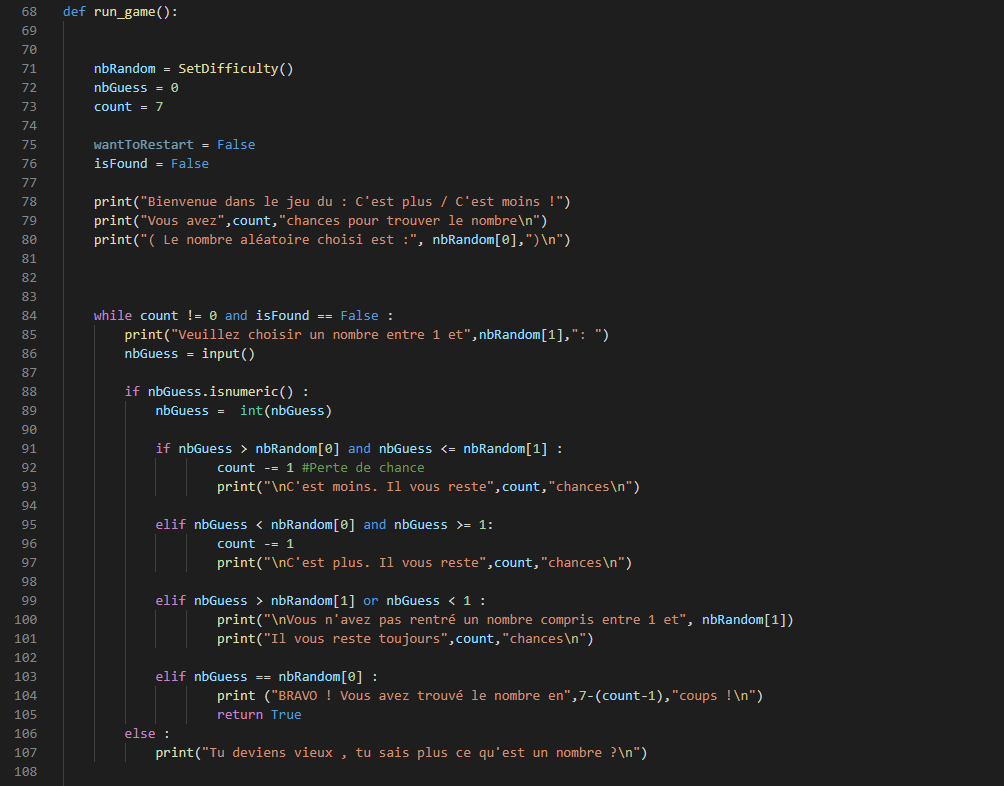 68 def run_game():
69
70
71     nbRandom = SetDifficulty()
72     nbGuess = 0
73     count = 7
74
75     wantToRestart = False
76     isFound = False
77
78     print("Bienvenue dans le jeu du : C'est plus / C'est moins !")
79     print("Vous avez",count,"chances pour trouver le nombre\n")
80     print("( Le nombre aléatoire choisi est :", nbRandom[0],")\n")
81
82
83
84     while count != 0 and isFound == False :
85         print("Veuillez choisir un nombre entre 1 et",nbRandom[1],": ")
86         nbGuess = input()
87
88         if nbGuess.isnumeric() :
89             nbGuess =  int(nbGuess)
90
91             if nbGuess > nbRandom[0] and nbGuess <= nbRandom[1] :
92                     count -= 1 #Perte de chance
93                     print("\nC'est moins. Il vous reste",count,"chances\n")
94
95             elif nbGuess < nbRandom[0] and nbGuess >= 1:
96                     count -= 1
97                     print("\nC'est plus. Il vous reste",count,"chances\n")
98
99             elif nbGuess > nbRandom[1] or nbGuess < 1 :
100                     print("\nVous n'avez pas rentré un nombre compris entre 1 et", nbRandom[1])
101                     print("Il vous reste toujours",count,"chances\n")
102
103             elif nbGuess == nbRandom[0] :
104                     print ("BRAVO ! Vous avez trouvé le nombre en",7-(count-1),"coups !\n")
105                     return True
106         else :
107             print("Tu deviens vieux , tu sais plus ce qu'est un nombre ?\n")
108